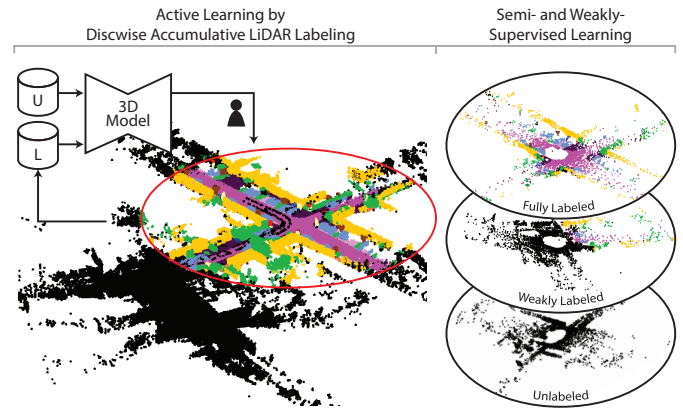 Active Learning by
Discwise Accumulative LiDAR Labeling
Semi- and Weakly-
Supervised Learning
U
3D
Model
L
Fully Labeled
Weakly Labeled
Unlabeled